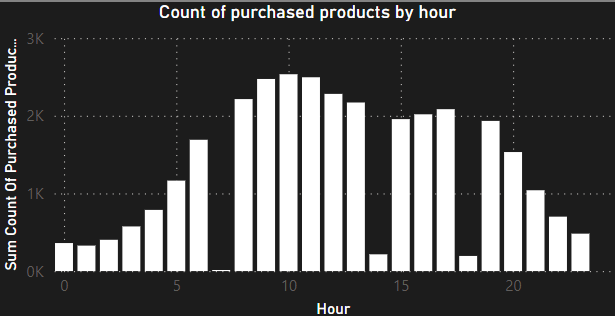 Count of purchased products by hour
Sum Count Of Purchased Produc...
3K
2K
1K
0K
0 5 10 15 20
Hour